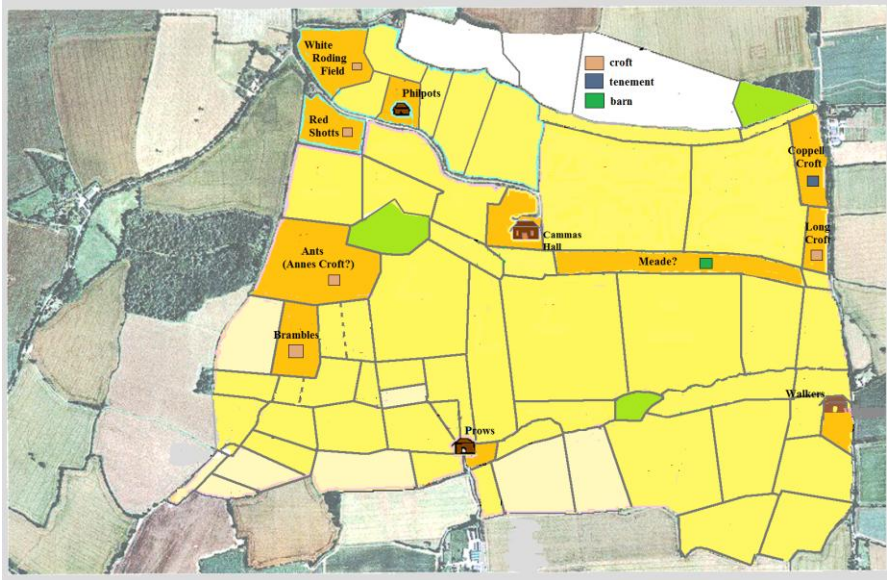 White
Roding
Field
croft
tenement
barn
Philpots
Red
Shotts
Coppell
Croft
Long
Croft
Cammas
Hall
Ants
(Annes Croft?)
Meade?
Brambles
Walkers
Prows